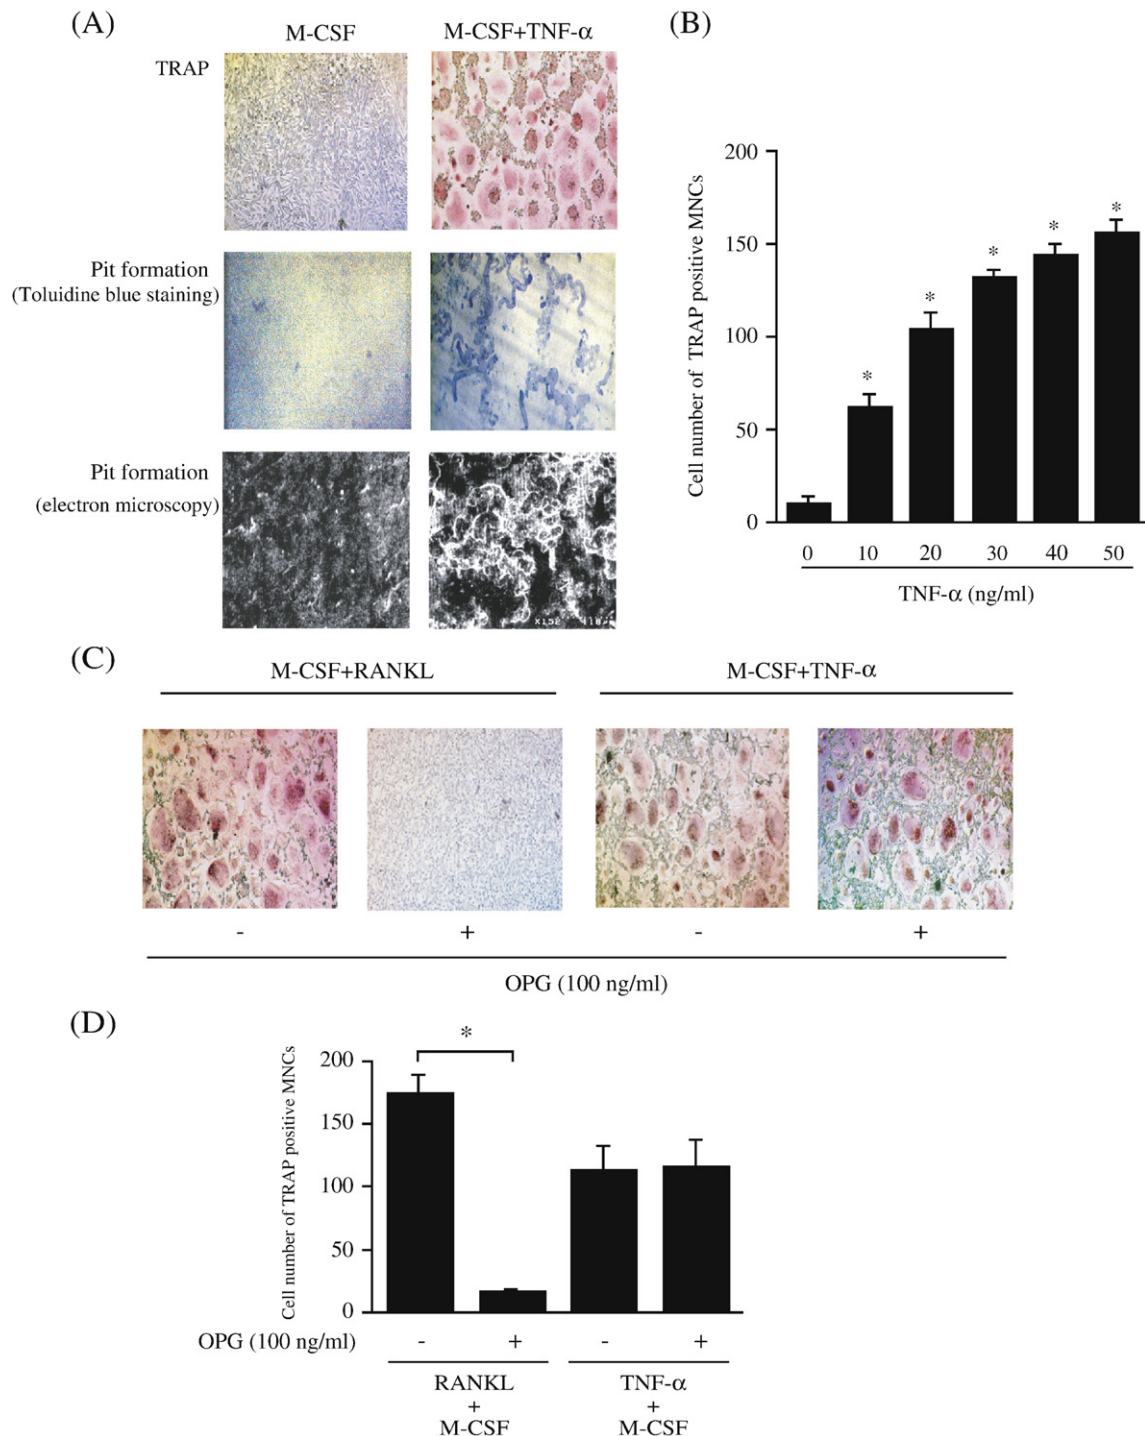 (A)
M-CSF
M-CSF+TNF-α
TRAP
Pit formation
(Toluidine blue staining)
Pit formation
(electron microscopy)
(B)
Cell number of TRAP positive MNCs
200
150
100
50
0
*
*
*
*
*
0 10 20 30 40 50
TNF-α (ng/ml)
(C)
M-CSF+RANKL
M-CSF+TNF-α
- + - +
OPG (100 ng/ml)
(D)
Cell number of TRAP positive MNCs
200
150
100
50
0
*
OPG (100 ng/ml) - + - +
RANKL
+
M-CSF
TNF-α
+
M-CSF